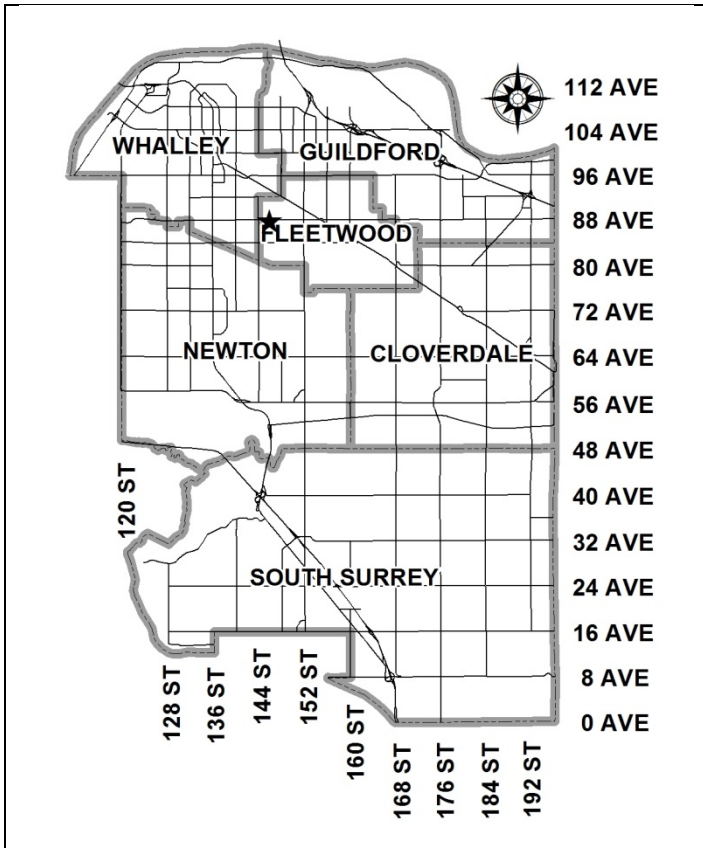 112 AVE
104 AVE
WHALLEY
GUILDFORD
96 AVE
88 AVE
FLEETWOOD
80 AVE
72 AVE
NEWTON
CLOVERDALE
64 AVE
56 AVE
48 AVE
120 ST
40 AVE
32 AVE
SOUTH SURREY
24 AVE
16 AVE
128 ST
136 ST
144 ST
152 ST
160 ST
8 AVE
0 AVE
168 ST
176 ST
184 ST
192 ST